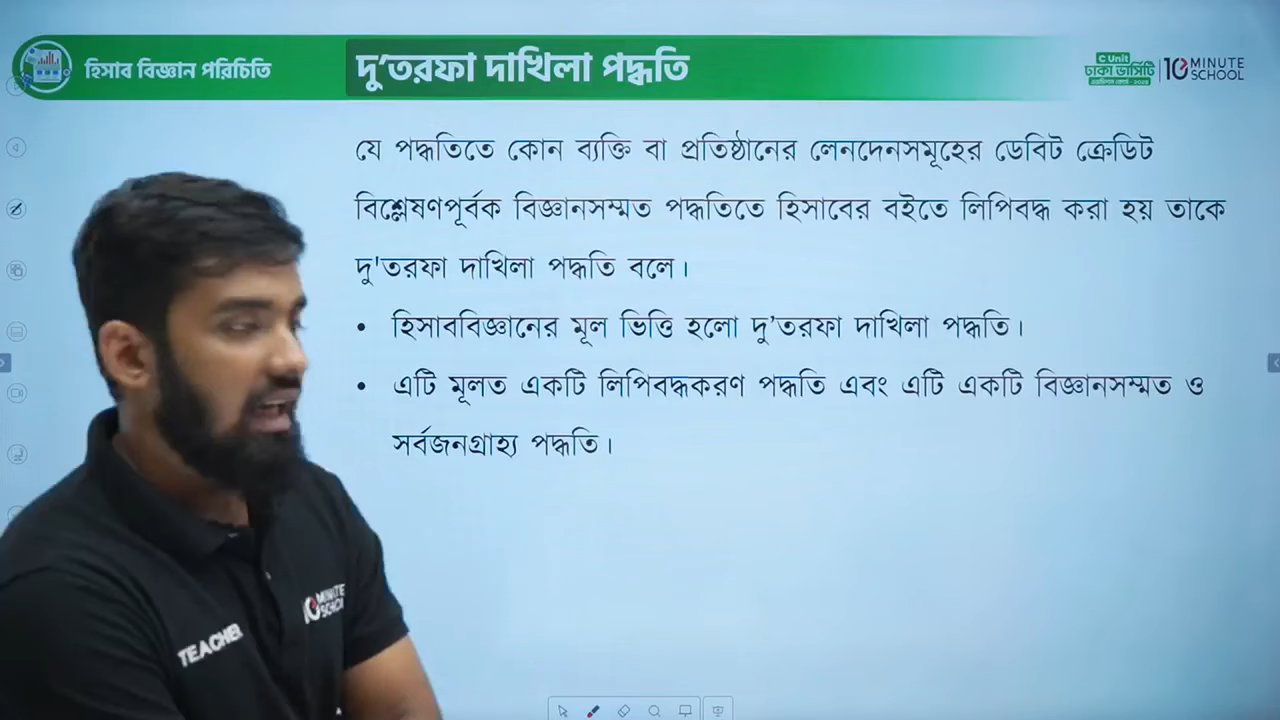 হিসাব বিজ্ঞান পরিচিতি
দু’তরফা দাখিলা পদ্ধতি
C Unit
ঢাকা ভার্সিটি
10 MINUTE SCHOOL
যে পদ্ধতিতে কোন ব্যক্তি বা প্রতিষ্ঠানের লেনদেনসমূহের ডেবিট ক্রেডিট
বিশ্লেষণপূর্বক বিজ্ঞানসম্মত পদ্ধতিতে হিসাবের বইতে লিপিবদ্ধ করা হয় তাকে
দু'তরফা দাখিলা পদ্ধতি বলে।
• হিসাববিজ্ঞানের মূল ভিত্তি হলো দু’তরফা দাখিলা পদ্ধতি।
• এটি মূলত একটি লিপিবদ্ধকরণ পদ্ধতি এবং এটি একটি বিজ্ঞানসম্মত ও
সর্বজনগ্রাহ্য পদ্ধতি।
TEACHER
10 MINUTE SCHOOL